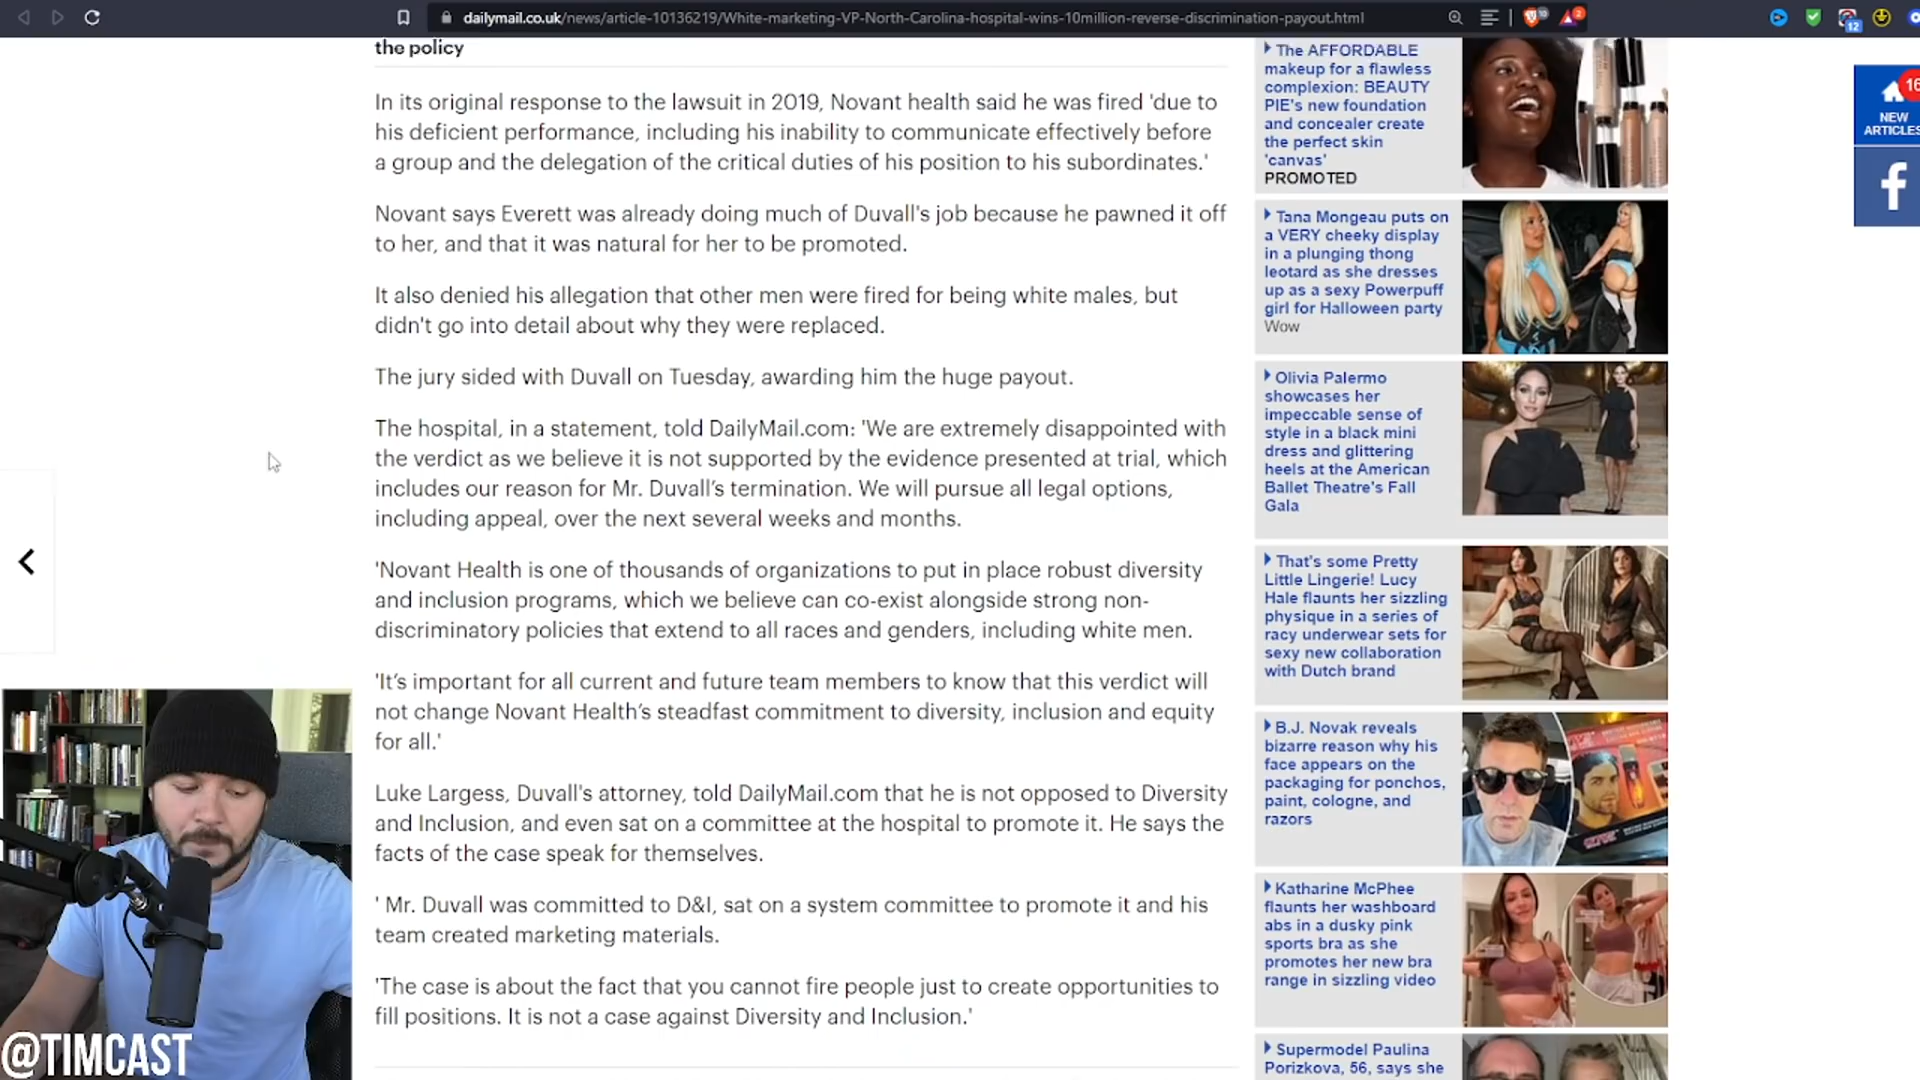 dailymail.co.uk/news/article-10136219/White-marketing-VP-North-Carolina-hospital-wins-10million-reverse-discrimination-payout.html
12
the policy
In its original response to the lawsuit in 2019, Novant health said he was fired 'due to
his deficient performance, including his inability to communicate effectively before
a group and the delegation of the critical duties of his position to his subordinates.'
Novant says Everett was already doing much of Duvall's job because he pawned it off
to her, and that it was natural for her to be promoted.
It also denied his allegation that other men were fired for being white males, but
didn't go into detail about why they were replaced.
The jury sided with Duvall on Tuesday, awarding him the huge payout.
The hospital, in a statement, told DailyMail.com: 'We are extremely disappointed with
the verdict as we believe it is not supported by the evidence presented at trial, which
includes our reason for Mr. Duvall's termination. We will pursue all legal options,
including appeal, over the next several weeks and months.
'Novant Health is one of thousands of organizations to put in place robust diversity
and inclusion programs, which we believe can co-exist alongside strong non-
discriminatory policies that extend to all races and genders, including white men.
'It's important for all current and future team members to know that this verdict will
not change Novant Health's steadfast commitment to diversity, inclusion and equity
for all.'
Luke Largess, Duvall's attorney, told DailyMail.com that he is not opposed to Diversity
and Inclusion, and even sat on a committee at the hospital to promote it. He says the
facts of the case speak for themselves.
' Mr. Duvall was committed to D&I, sat on a system committee to promote it and his
team created marketing materials.
'The case is about the fact that you cannot fire people just to create opportunities to
fill positions. It is not a case against Diversity and Inclusion.'
The AFFORDABLE
makeup for a flawless
complexion: BEAUTY
PIE's new foundation
and concealer create
the perfect skin
'canvas'
PROMOTED
Tana Mongeau puts on
a VERY cheeky display
in a plunging thong
leotard as she dresses
up as a sexy Powerpuff
girl for Halloween party
Wow
Olivia Palermo
showcases her
impeccable sense of
style in a black mini
dress and glittering
heels at the American
Ballet Theatre's Fall
Gala
That's some Pretty
Little Lingerie! Lucy
Hale flaunts her sizzling
physique in a series of
racy underwear sets for
sexy new collaboration
with Dutch brand
B.J. Novak reveals
bizarre reason why his
face appears on the
packaging for ponchos,
paint, cologne, and
razors
Katharine McPhee
flaunts her washboard
abs in a dusky pink
sports bra as she
promotes her new bra
range in sizzling video
Supermodel Paulina
Porizkova, 56, says she
16
NEW
ARTICLES
@TIMCAST